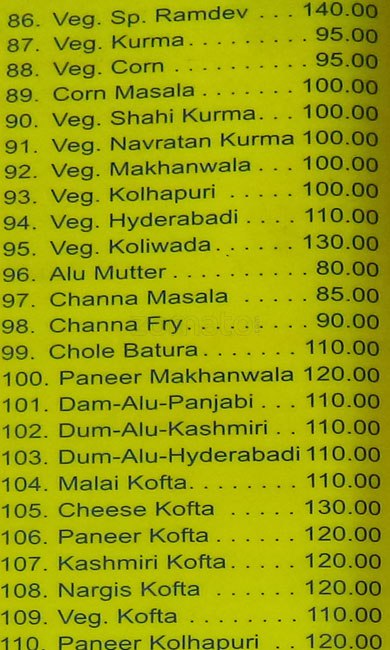 86. Veg. Sp. Ramdev . . . 140.00
87. Veg. Kurma. . . . . . . . . 95.00
88. Veg. Corn . . . . . . . . . . 95.00
89. Corn Masala . . . . . . . 100.00
90. Veg. Shahi Kurma. . . 100.00
91. Veg. Navratan Kurma 100.00
92. Veg. Makhanwala . . . 100.00
93. Veg. Kolhapuri . . . . . 100.00
94. Veg. Hyderabadi . . . . 110.00
95. Veg. Koliwada. . . . . . 130.00
96. Alu Mutter . . . . . . . . . . 80.00
97. Channa Masala . . . . . 85.00
98. Channa Fry . . . . . . . . . 90.00
99. Chole Batura. . . . . . . 110.00
100. Paneer Makhanwala 120.00
101. Dam-Alu-Panjabi . . . 110.00
102. Dum-Alu-Kashmiri . . 110.00
103. Dum-Alu-Hyderabadi 110.00
104. Malai Kofta. . . . . . . . 110.00
105. Cheese Kofta . . . . . 130.00
106. Paneer Kofta . . . . . . 120.00
107. Kashmiri Kofta. . . . . 120.00
108. Nargis Kofta . . . . . . 120.00
109. Veg. Kofta . . . . . . . . 110.00
110. Paneer Kolhapuri . . 120.00